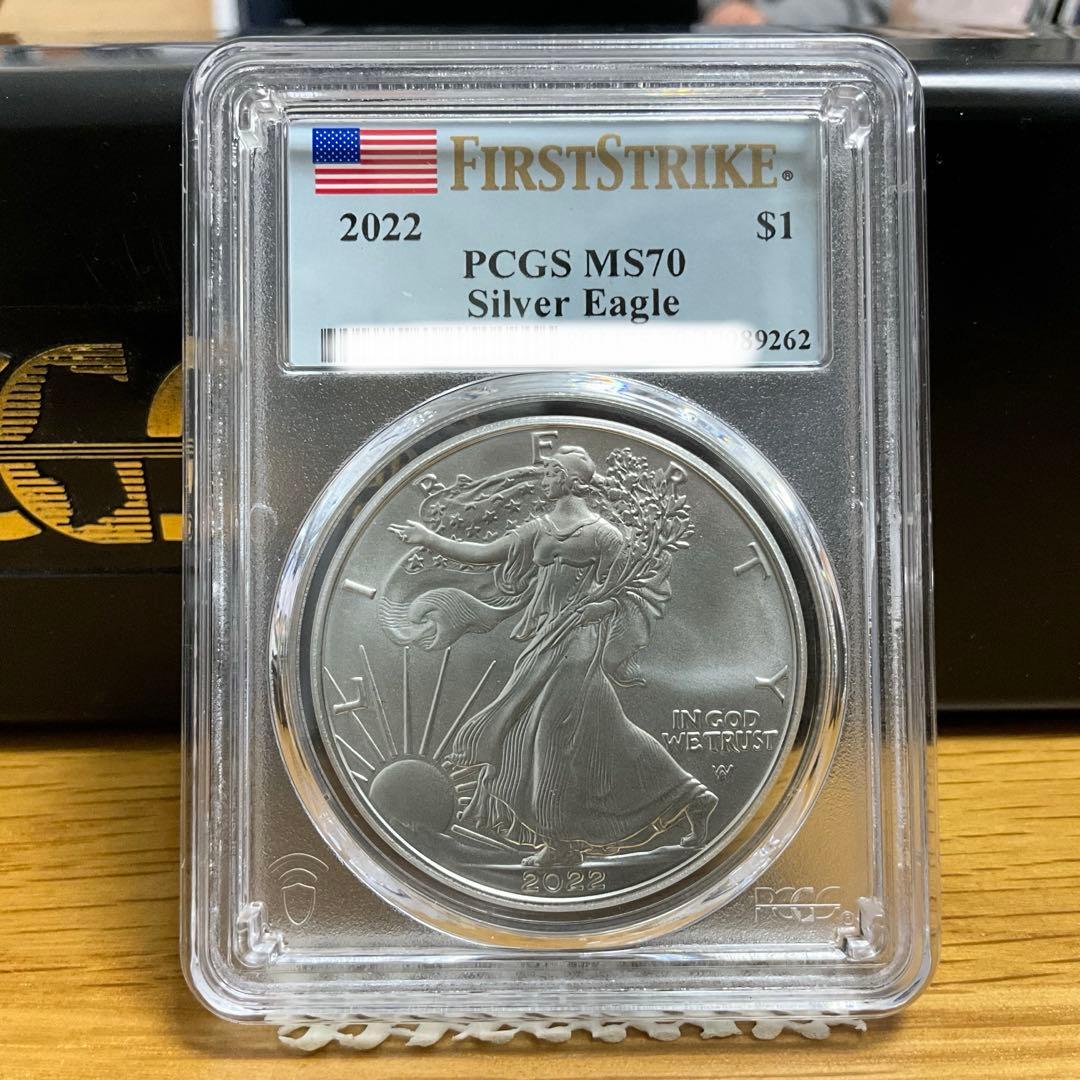 FIRSTSTRIKE®
2022 $1
PCGS MS70
Silver Eagle
89262
LIBERTY
IN GOD
WE TRUST
2022
PCGS